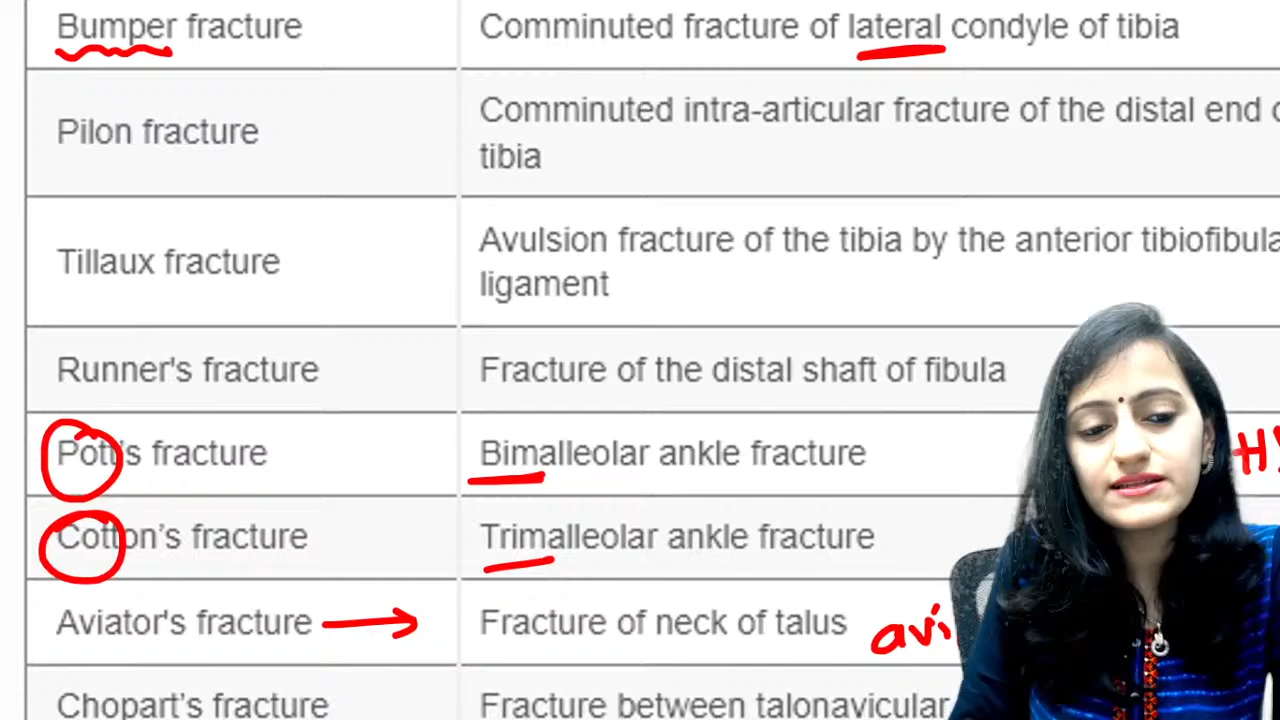 Bumper fracture
Comminuted fracture of lateral condyle of tibia
Pilon fracture
Comminuted intra-articular fracture of the distal end
tibia
Tillaux fracture
Avulsion fracture of the tibia by the anterior
ligament
Runner's fracture
Fracture of the distal shaft of fibula
Pott's fracture
Bimalleolar ankle fracture
Cotton's fracture
Trimalleolar ankle fracture
Aviator's fracture
Fracture of neck of talus
avi
Chopart's fracture
Fracture between talonavicular